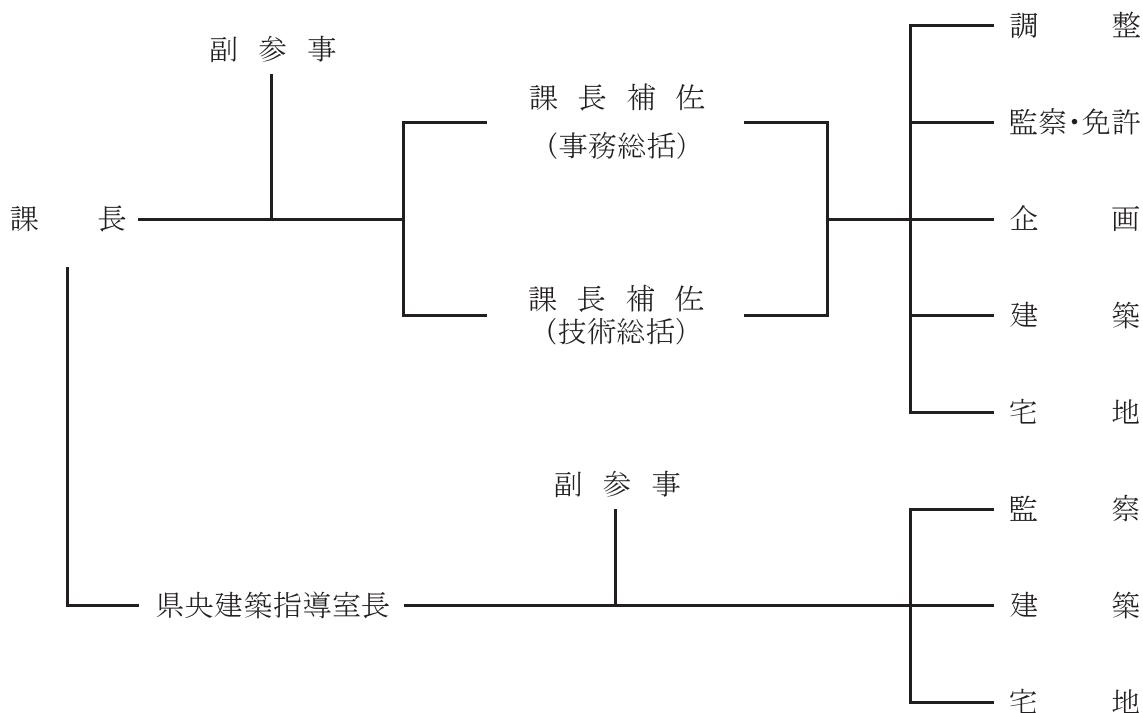 副参事
課長補佐
(事務総括)
課長
課長補佐
(技術総括)
調整
監察・免許
企画
建築
宅地
副参事
県央建築指導室長
監察
建築
宅地